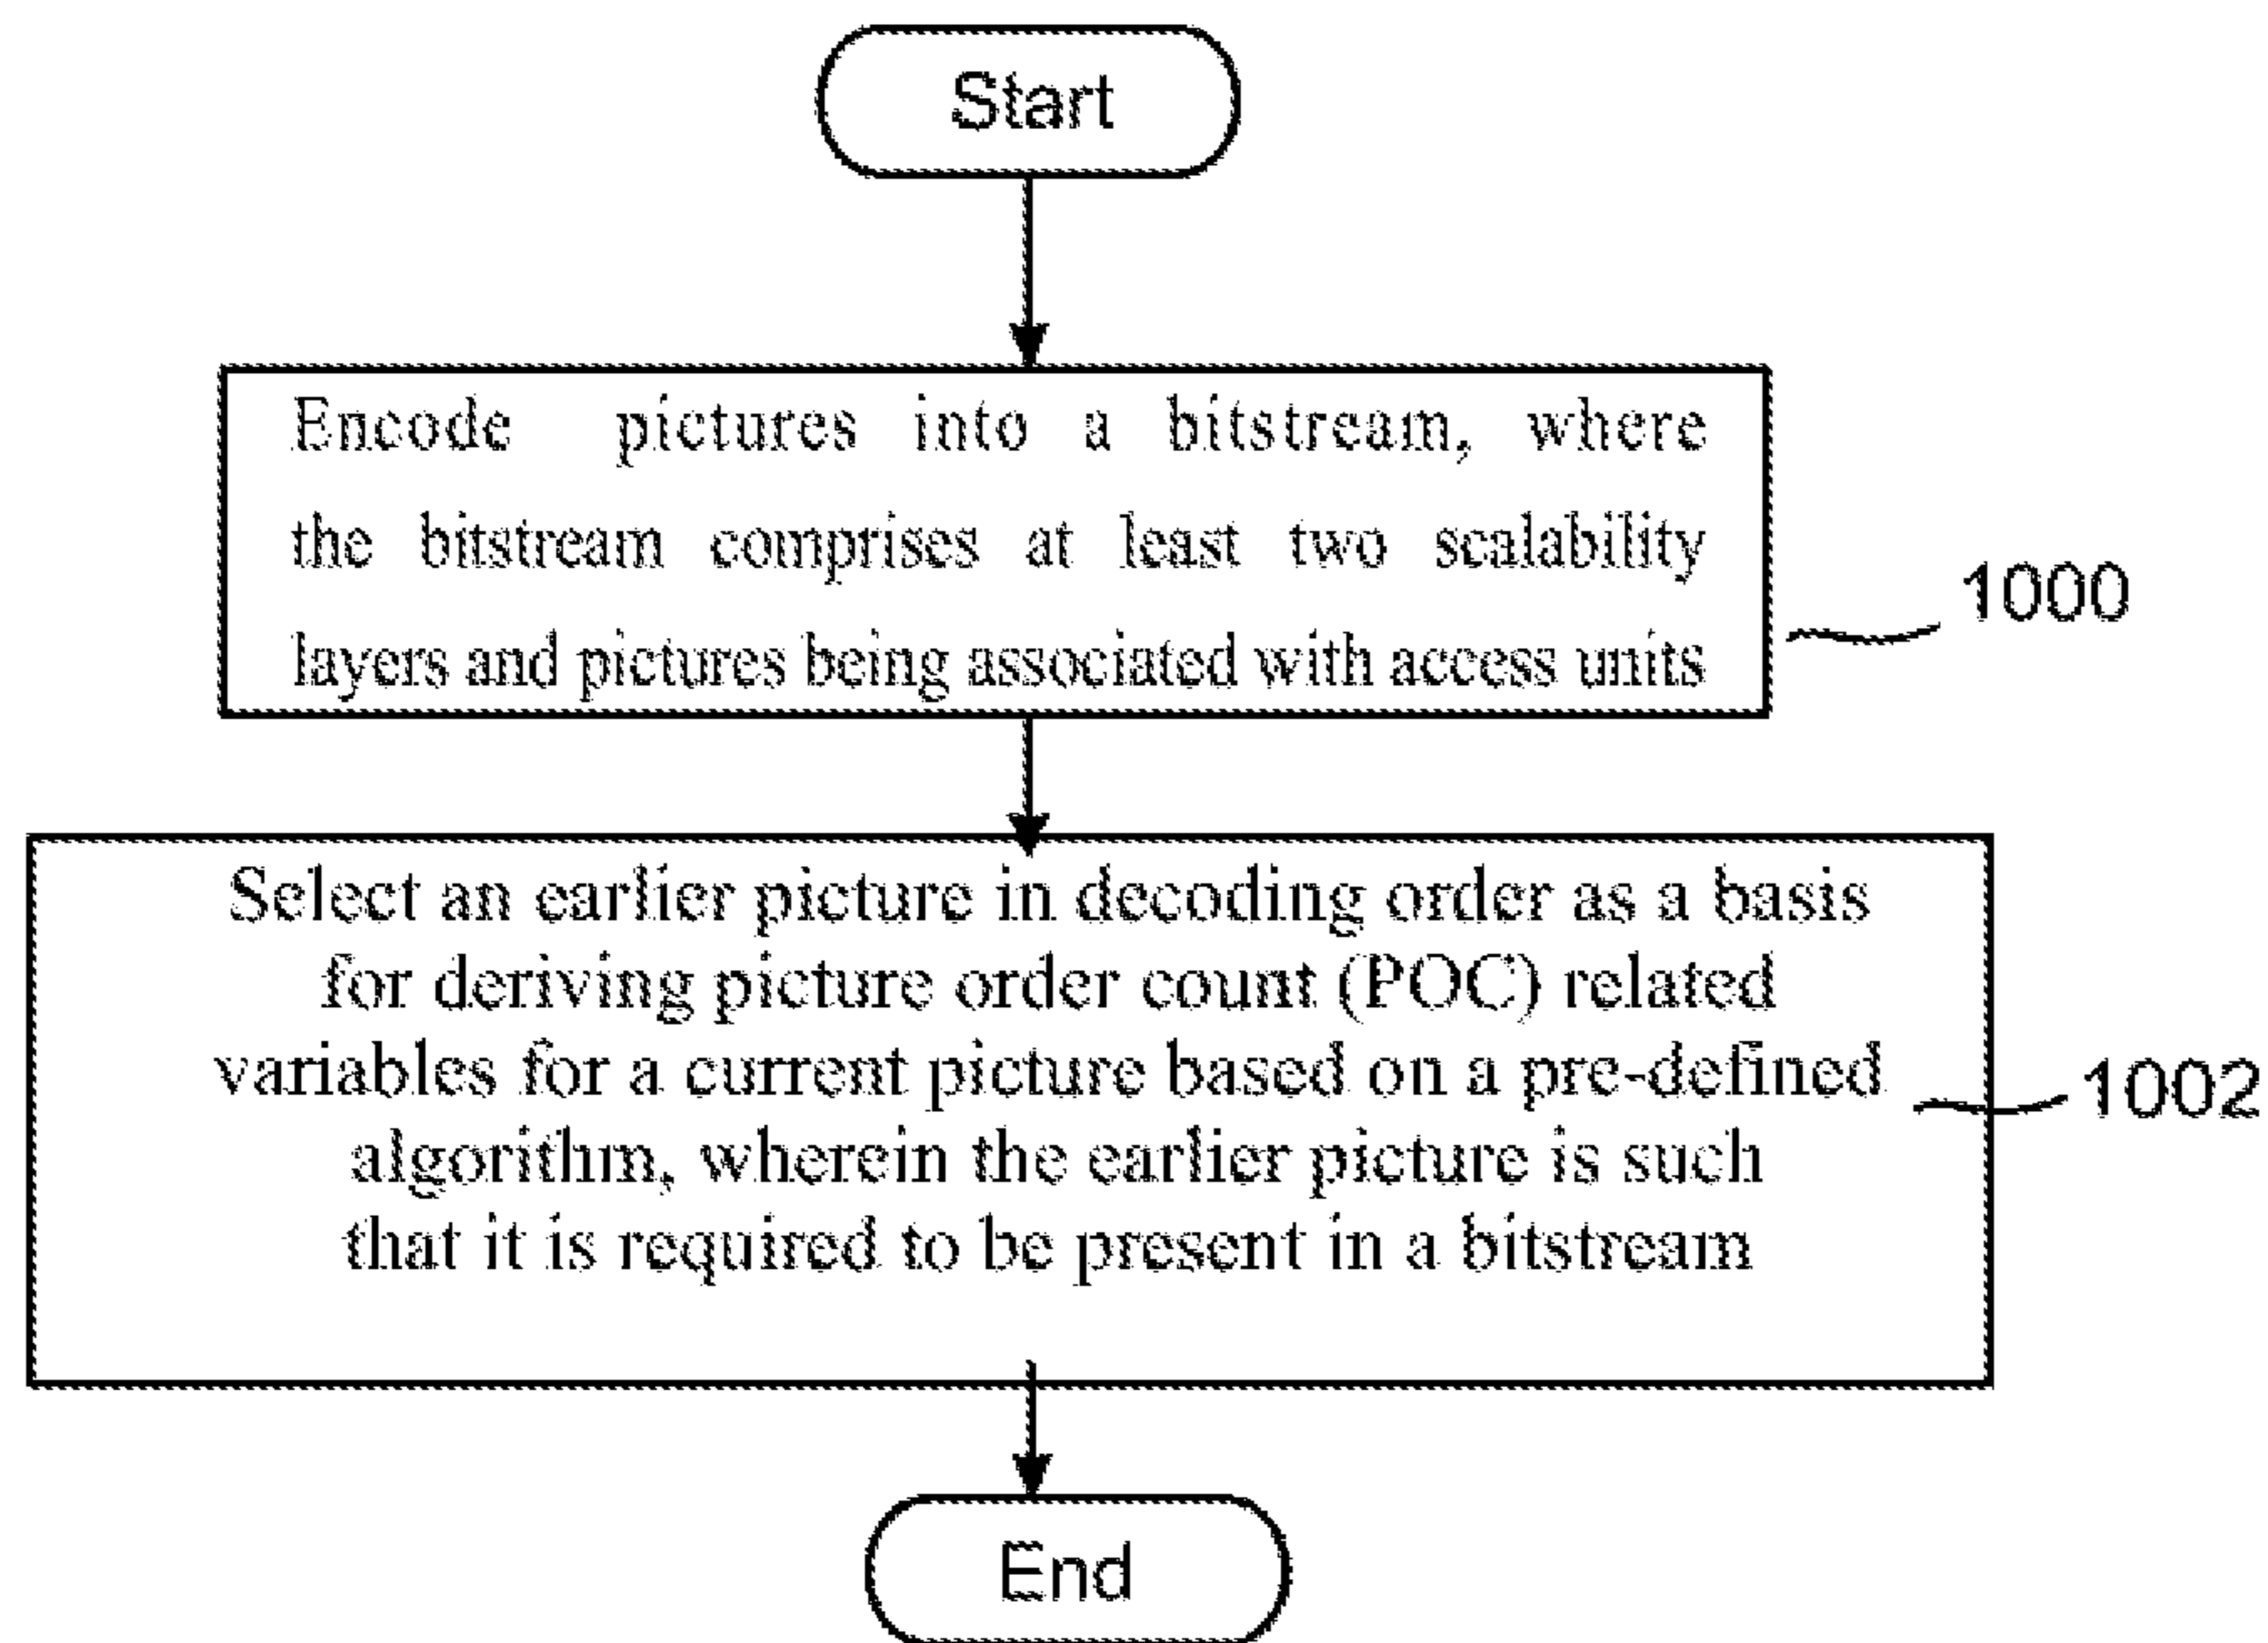 Start
Encode pictures into a bitstream, where
the bitstream comprises at least two scalability
layers and pictures being associated with access units
1000
Select an earlier picture in decoding order as a basis
for deriving picture order count (POC) related
variables for a current picture based on a pre-defined
algorithm, wherein the earlier picture is such
that it is required to be present in a bitstream
1002
End